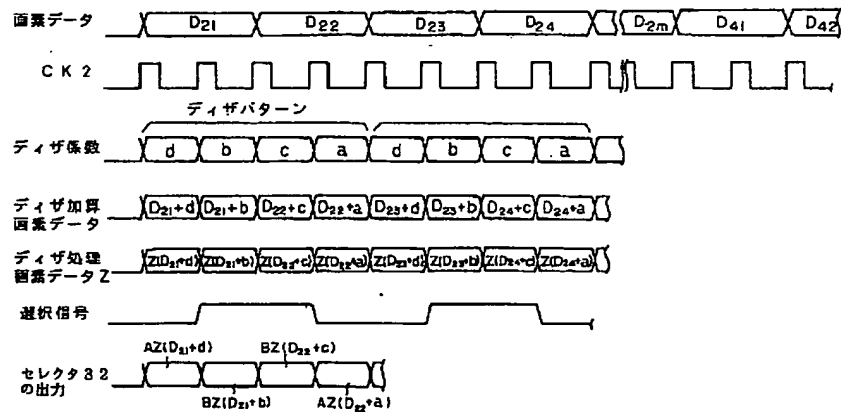 画素データ D21 D22 D23 D24 D2m D41 D42
CK2
ディザパターン
ディザ係数 d b c a d b c a
ディザ加算画素データ D21+d D21+b D22+c D22+a D23+d D23+b D24+c D24+a
ディザ処理画素データZ Z(D21+d) Z(D21+b) Z(D22+c) Z(D22+a) Z(D23+d) Z(D23+b) Z(D24+d) Z(D24+a)
選択信号
AZ(D21+d) BZ(D22+c)
セレクタ32の出力
BZ(D21+b) AZ(D22+a)